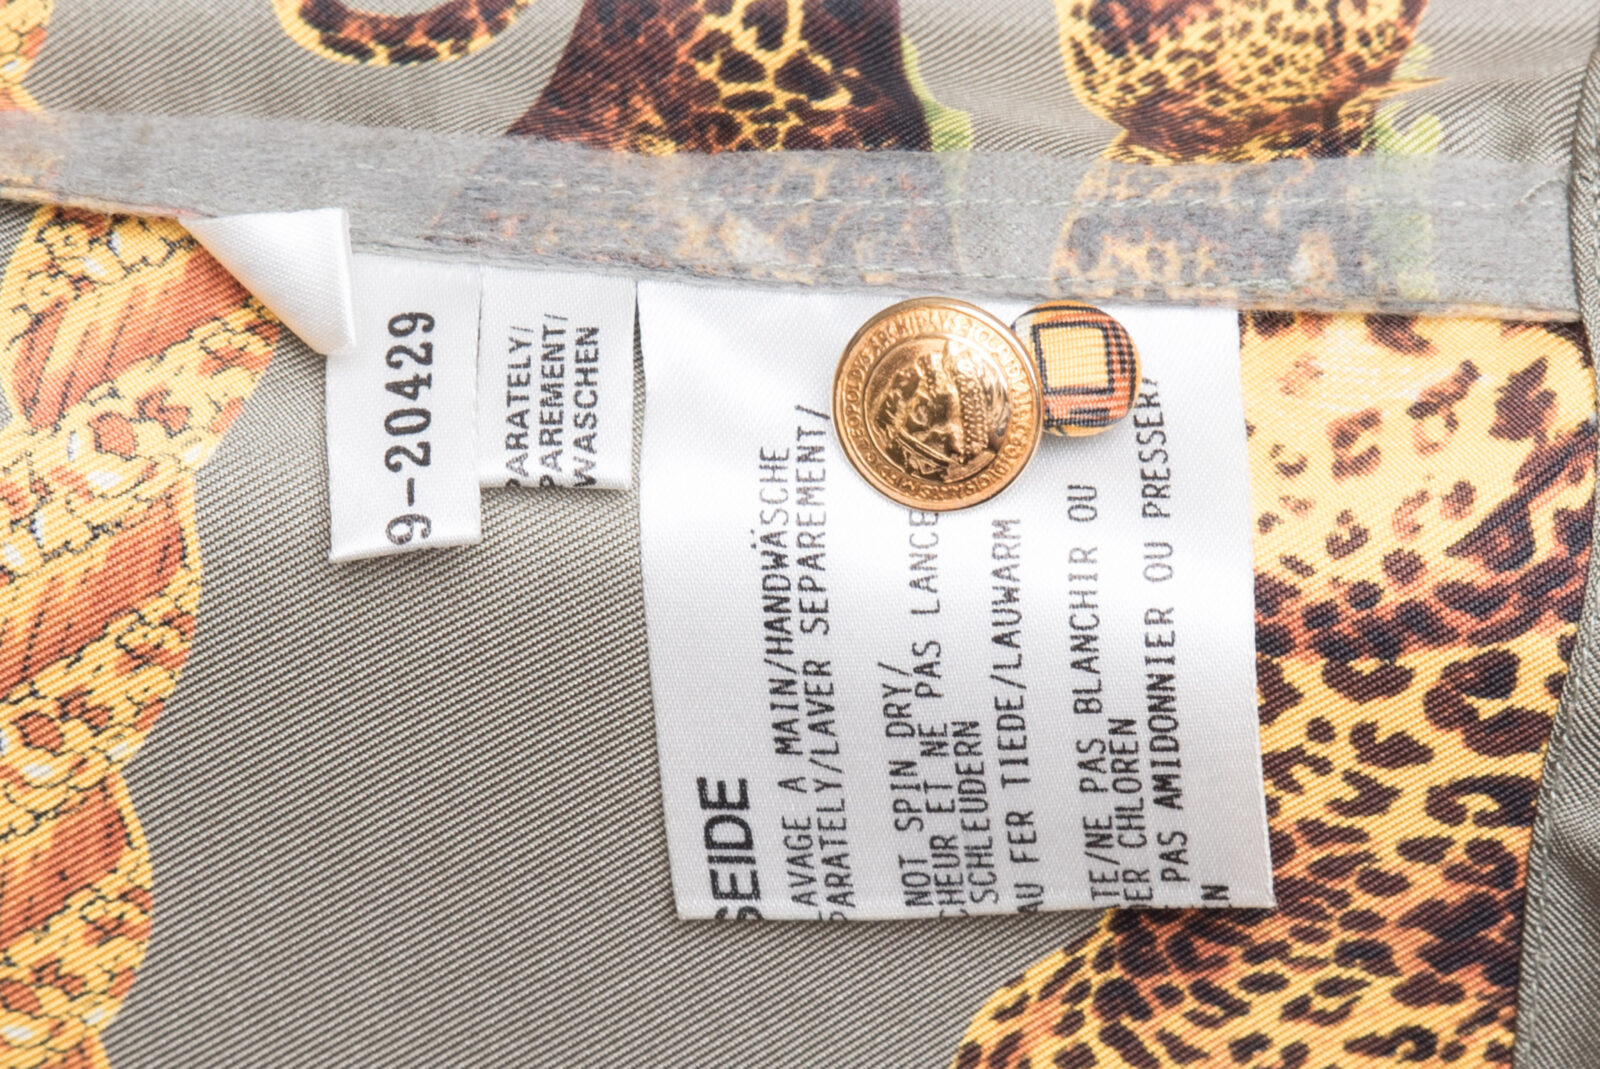 9-20429
PARATELY/
PAREMENT/
WASCHEN
SEIDE
LAVAGE A MAIN/HANDWÄSCHE
PARATELY/LAVER SEPAREMENT/
NOT SPIN DRY/
CHEUR ET NE PAS LANCE
SCHLEUDERN
AU FER TIEDE/LAUWARM
TE/NE PAS BLANCHIR OU
ER CHLOREN
E PAS AMIDONNIER OU PRESSER/
N